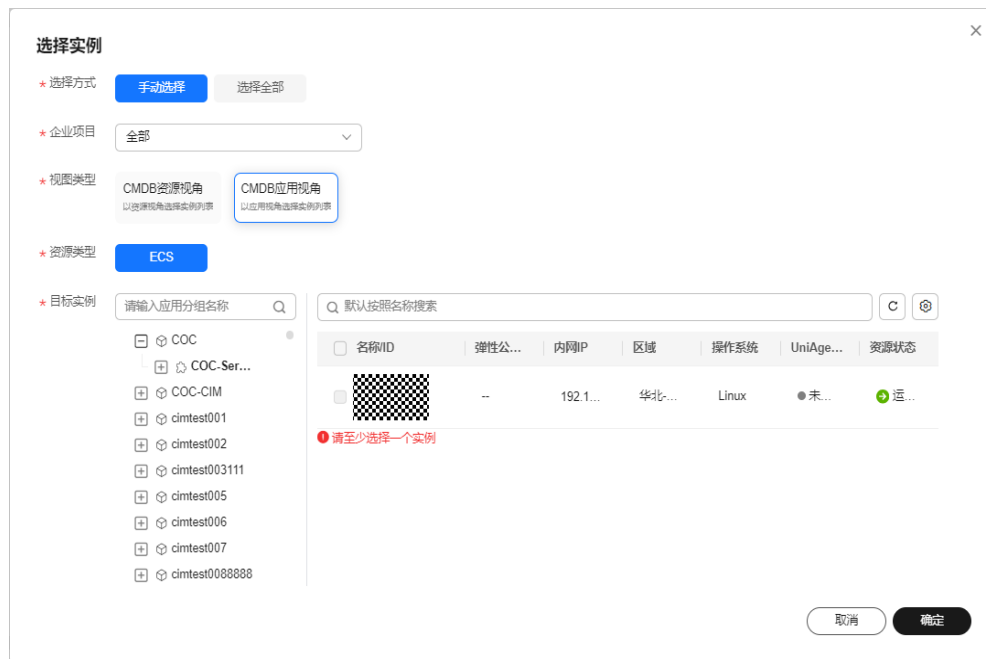 选择实例
* 选择方式 手动选择 选择全部
* 企业项目 全部
* 视图类型 CMDB资源视角 CMDB应用视角
以资源视角选择实例列表 以应用视角选择实例列表
* 资源类型 ECS
* 目标实例 请输入应用分组名称 默认按照名称搜索
COC
COC-Ser...
COC-CIM
cimtest001
cimtest002
cimtest003111
cimtest005
cimtest006
cimtest007
cimtest0088888
名称/ID 弹性公... 内网IP 区域 操作系统 UniAge... 资源状态
-- 192.1... 华北-... Linux 未... 运...
请至少选择一个实例
取消 确定